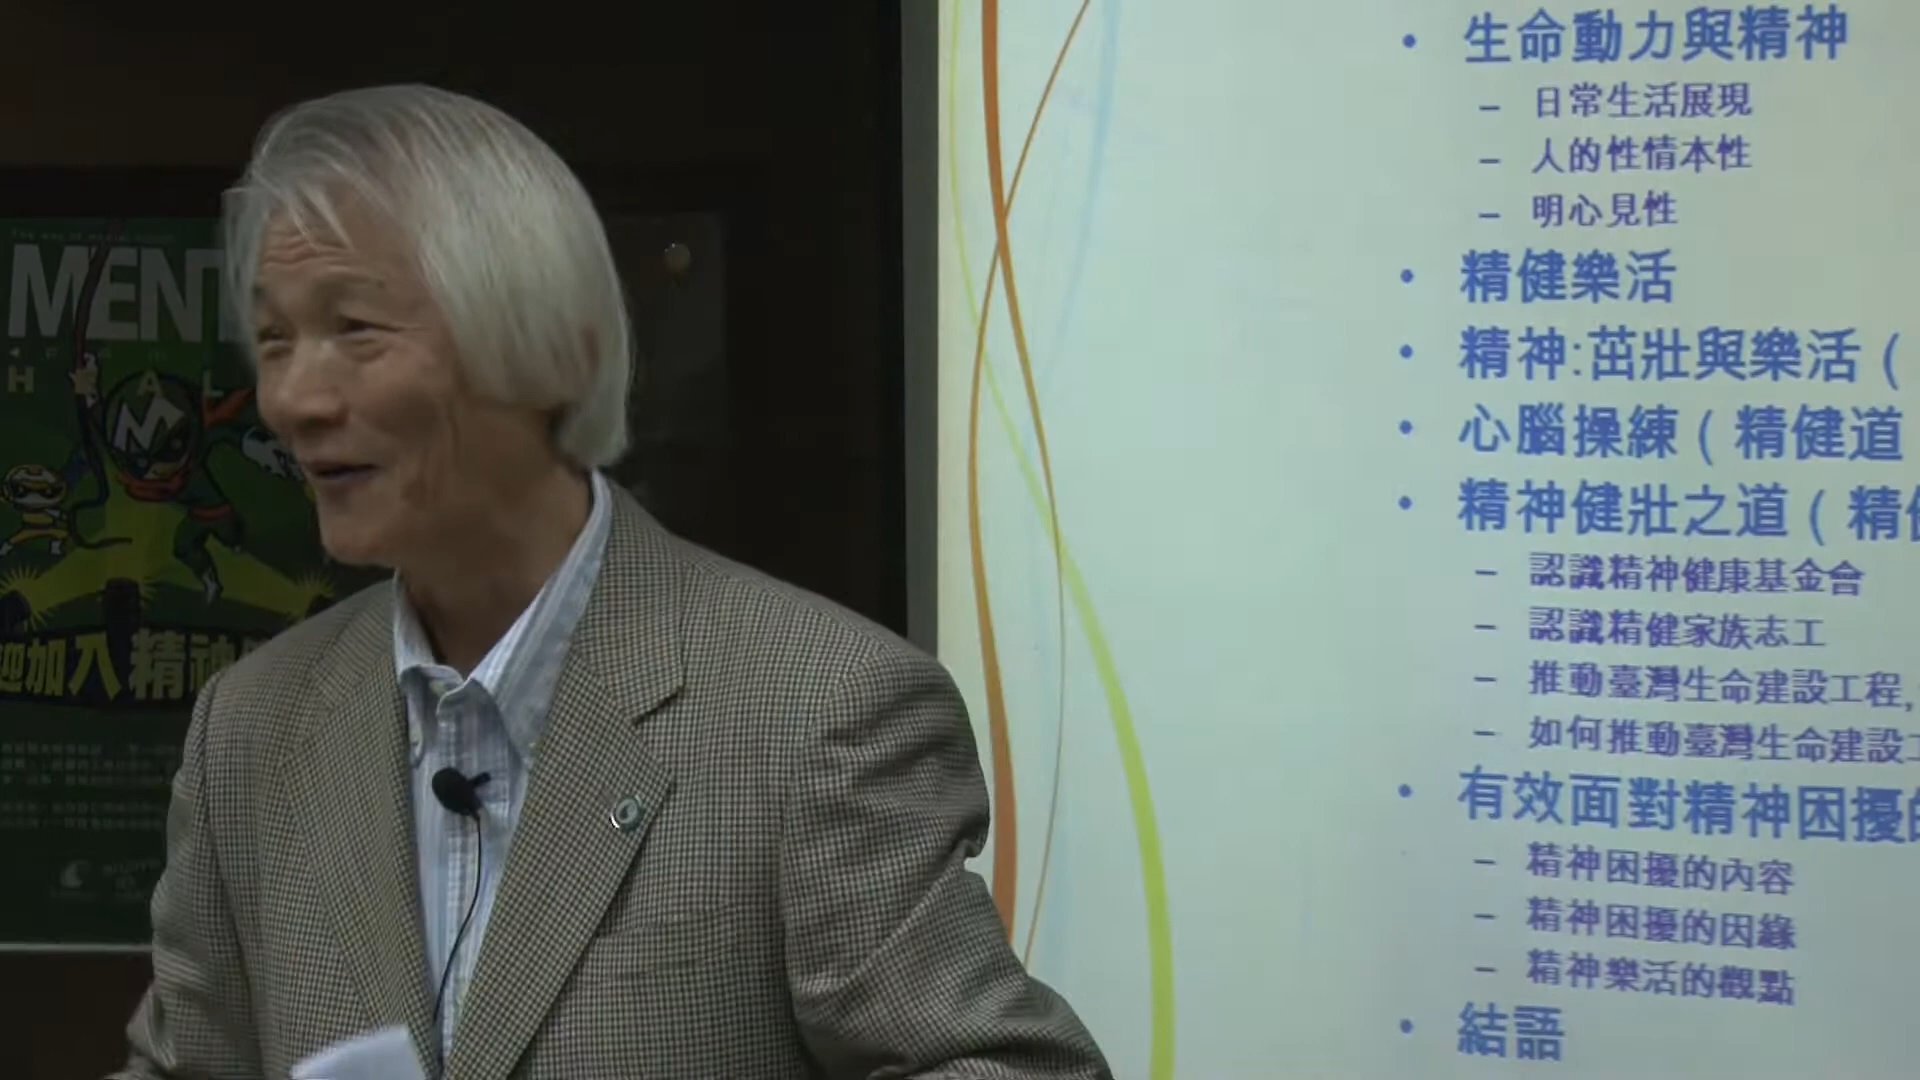 MENT
H A L
迎加入精神
生命動力與精神
日常生活展現
人的性情本性
明心見性
精健樂活
精神:茁壯與樂活(
心腦操練(精健道
精神健壯之道(精健
認識精神健康基金會
認識精健家族志工
推動臺灣生命建設工程,
如何推動臺灣生命建設工
有效面對精神困擾的
精神困擾的內容
精神困擾的因緣
精神樂活的觀點
結語